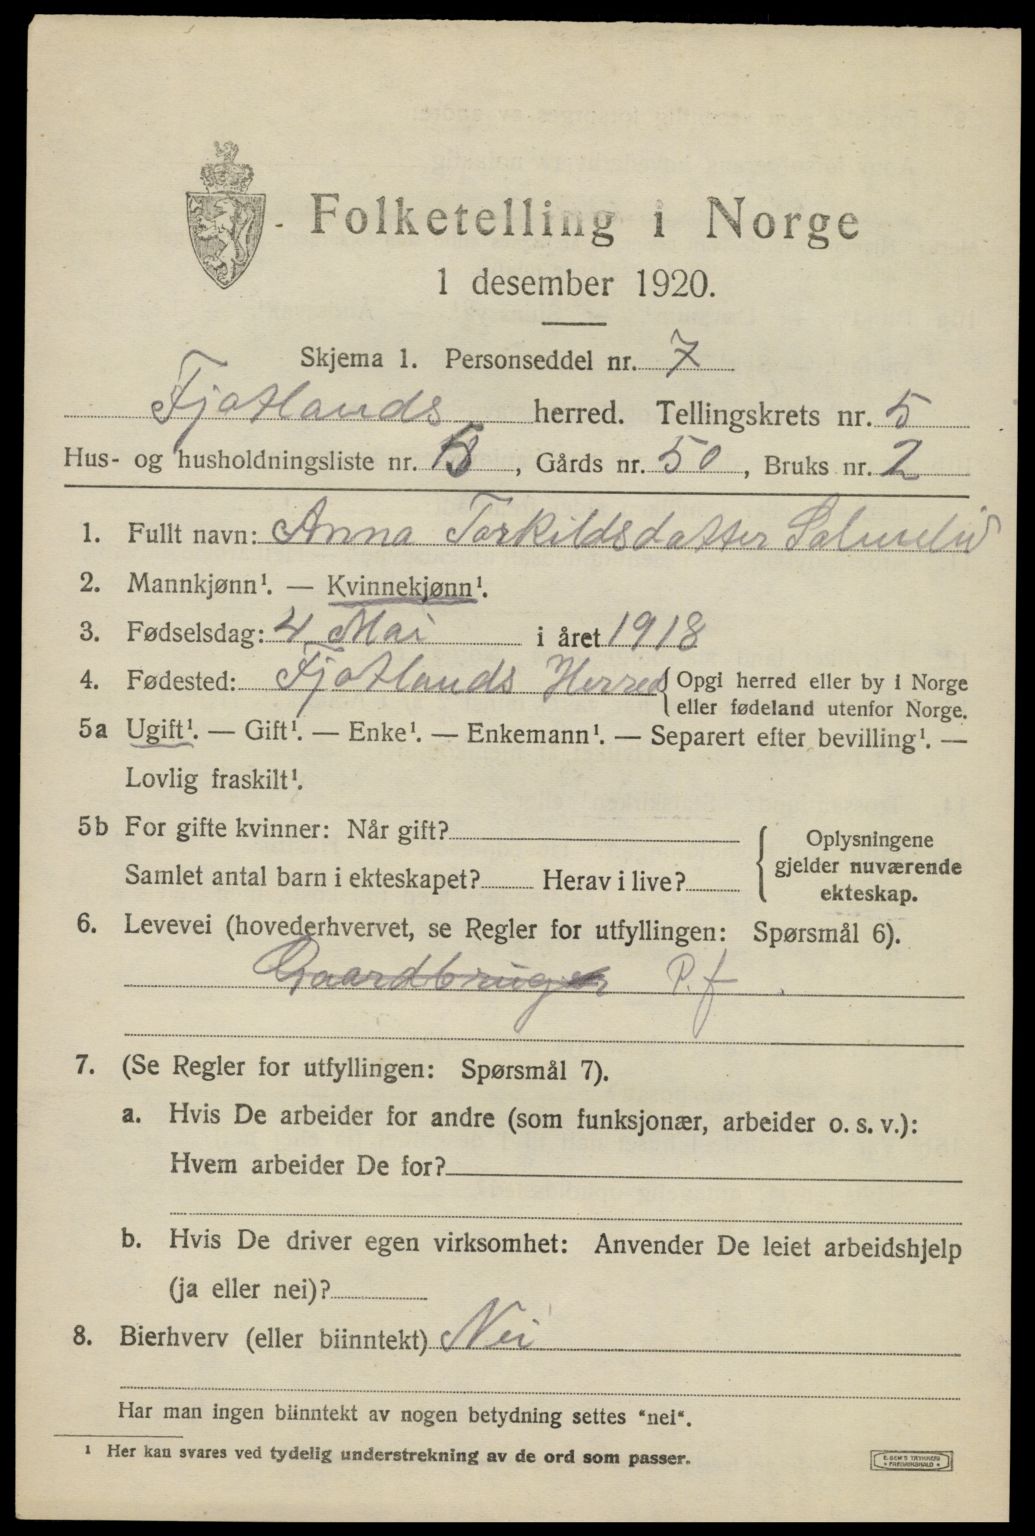 Folketelling i Norge
1 desember 1920.
Skjema 1. Personseddel nr. 7
Fjotlands herred. Tellingskrets nr. 5
Hus- og husholdningsliste nr. , Gårds nr. 50, Bruks nr. 2
1. Fullt navn: Anna Torkildsdatter
2. Mannkjønn¹. — Kvinnekjønn¹.
3. Fødselsdag: 4 Mai i året 1918
4. Fødested: Fjotlands Herred { Opgi herred eller by i Norge
eller fødeland utenfor Norge.
5a Ugift¹. — Gift¹. — Enke¹. — Enkemann¹. — Separert efter bevilling¹. —
Lovlig fraskilt¹.
5b For gifte kvinner: Når gift?
Samlet antal barn i ekteskapet? Herav i live?
Oplysningene
gjelder nuværende
ekteskap.
6. Levevei (hovederhvervet, se Regler for utfyllingen: Spørsmål 6).
Gaardbruger P.f
7. (Se Regler for utfyllingen: Spørsmål 7).
a. Hvis De arbeider for andre (som funksjonær, arbeider o. s. v.):
Hvem arbeider De for?
b. Hvis De driver egen virksomhet: Anvender De leiet arbeidshjelp
(ja eller nei)?
8. Bierhverv (eller biinntekt) Nei
Har man ingen biinntekt av nogen betydning settes "nei".
¹ Her kan svares ved tydelig understrekning av de ord som passer.
E. SEM'S TRYKKERI
FREDRIKSHALD